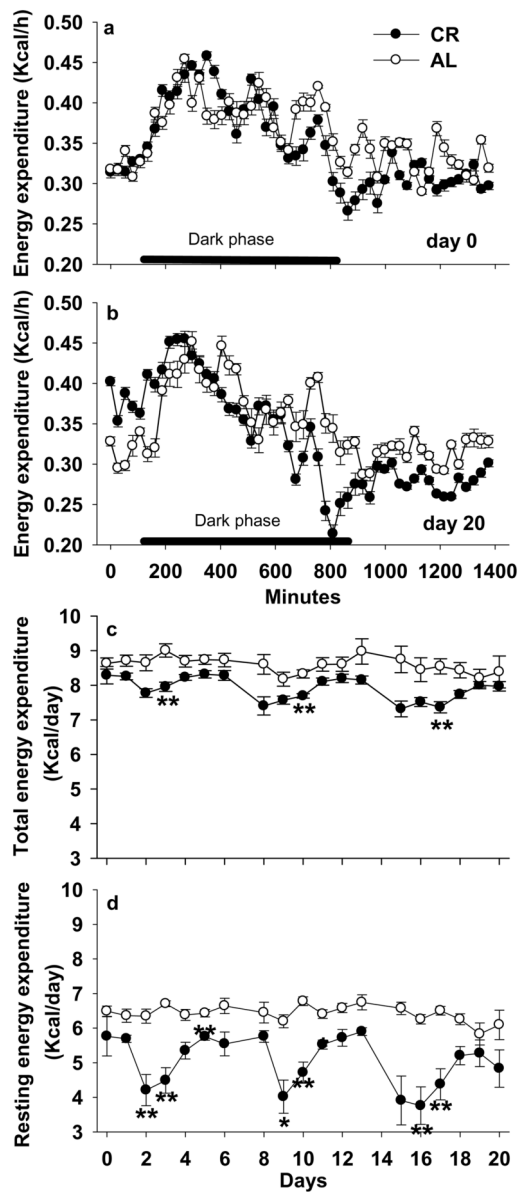 a
CR
AL
Energy expenditure (Kcal/h)
0.50
0.45
0.40
0.35
0.30
0.25
0.20
Dark phase
day 0
b
Energy expenditure (Kcal/h)
0.50
0.45
0.40
0.35
0.30
0.25
0.20
Dark phase
day 20
0 200 400 600 800 1000 1200 1400
Minutes
c
Total energy expenditure
(Kcal/day)
10
9
8
7
6
5
4
3
** ** **
d
Resting energy expenditure
(Kcal/day)
10
9
8
7
6
5
4
3
** ** ** * ** ** **
0 2 4 6 8 10 12 14 16 18 20
Days